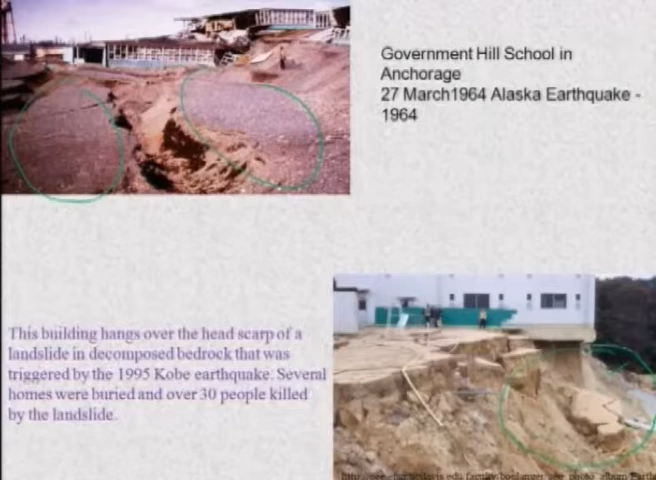 Government Hill School in
Anchorage
27 March1964 Alaska Earthquake -
1964
This building hangs over the head scarp of a
landslide in decomposed bedrock that was
triggered by the 1995 Kobe earthquake. Several
homes were buried and over 30 people killed
by the landslide.